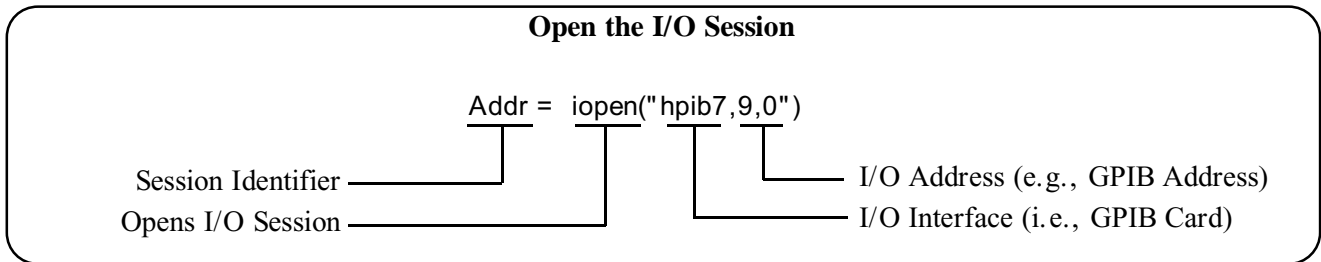 Open the I/O Session
Addr = iopen("hpib7,9,0")
Session Identifier
I/O Address (e.g., GPIB Address)
Opens I/O Session
I/O Interface (i.e., GPIB Card)